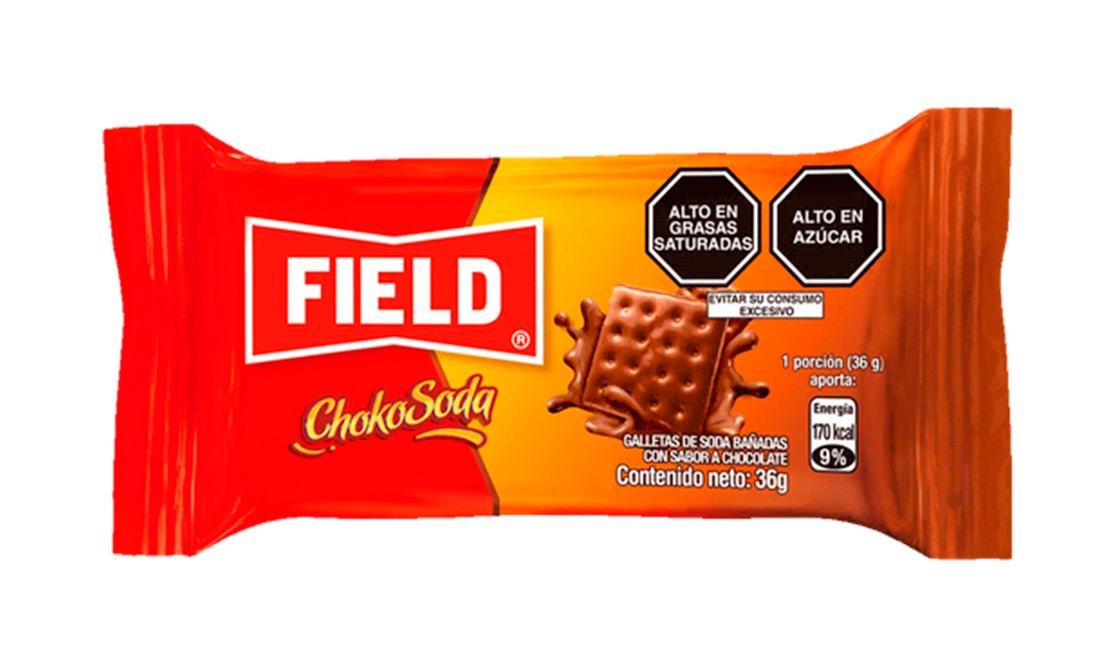 FIELD
®
ChokoSoda
ALTO EN
GRASAS
SATURADAS
ALTO EN
AZÚCAR
EVITAR SU CONSUMO
EXCESIVO
1 porción (36 g)
aporta:
Energía
170 kcal
9%
GALLETAS DE SODA BAÑADAS
CON SABOR A CHOCOLATE
Contenido neto: 36g